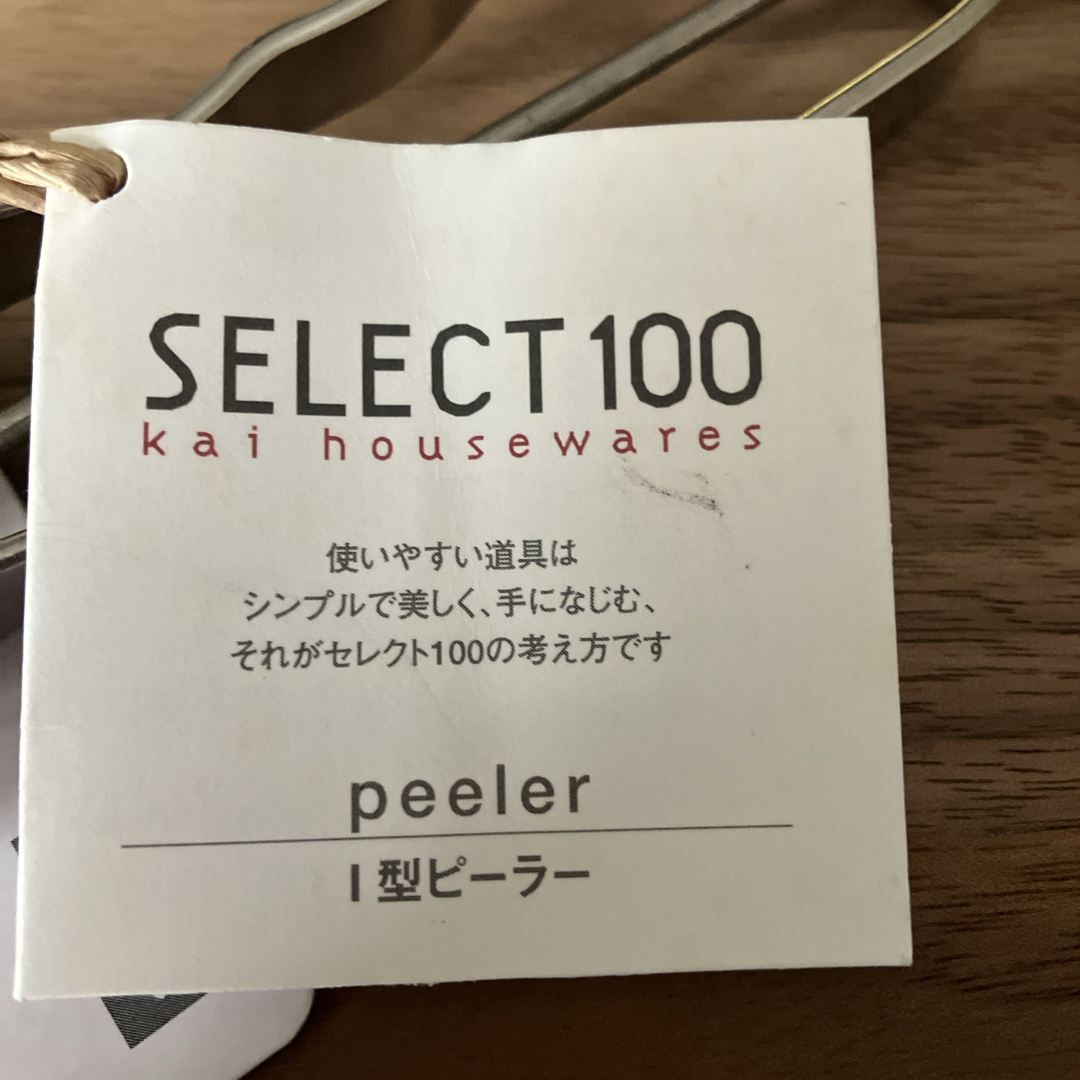 SELECT100
kai housewares
使いやすい道具は
シンプルで美しく、手になじむ、
それがセレクト100の考え方です
peeler
I型ピーラー